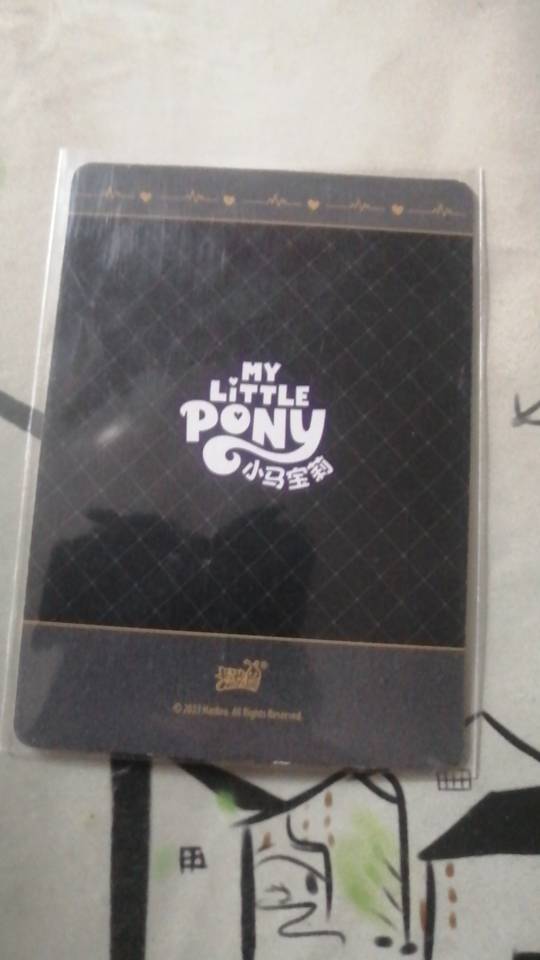 MY
LiTTLE
PONY
小马宝莉
© 2023 Hasbro. All Rights Reserved.